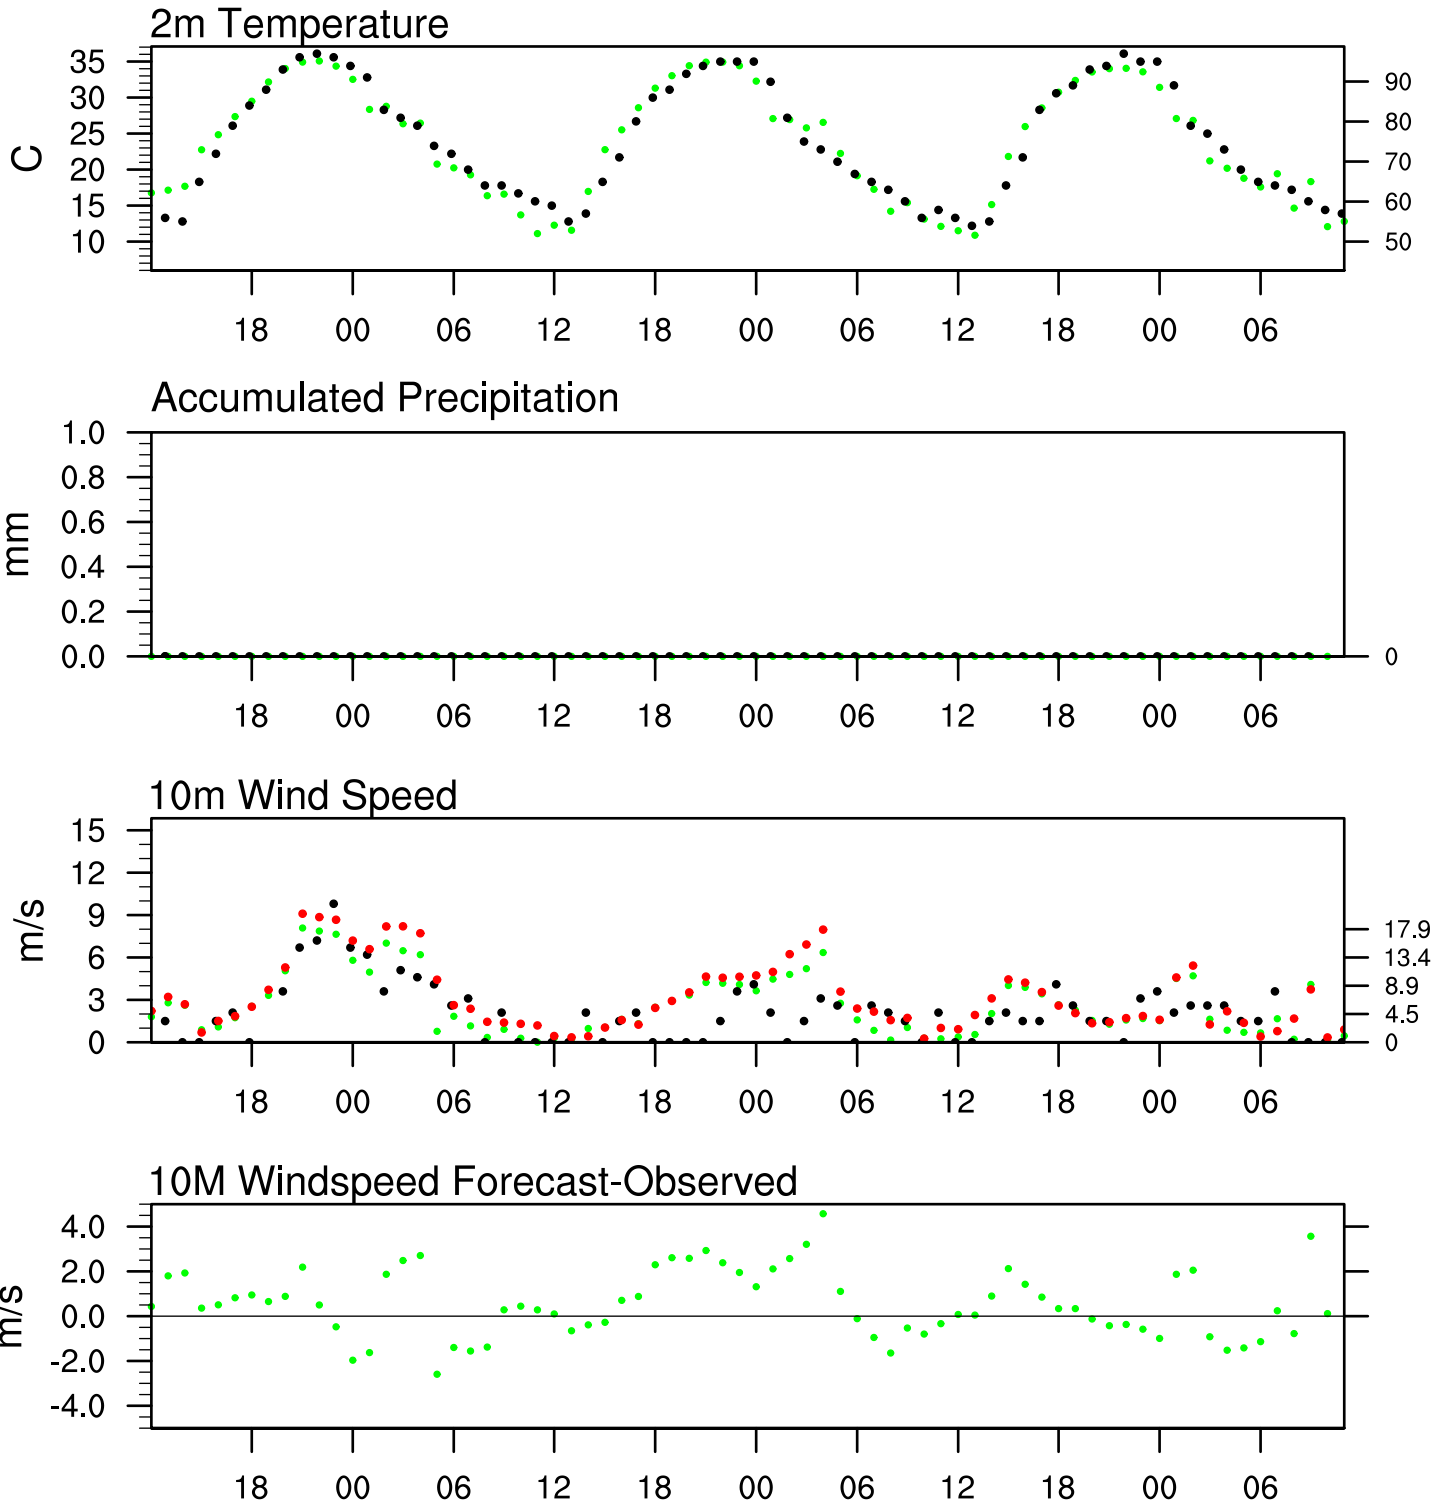 2m Temperature
35
30
25
20
15
10
C
90
80
70
60
50
18 00 06 12 18 00 06 12 18 00 06
Accumulated Precipitation
1.0
0.8
0.6
0.4
0.2
0.0
mm
0
18 00 06 12 18 00 06 12 18 00 06
10m Wind Speed
15
12
9
6
3
0
m/s
17.9
13.4
8.9
4.5
0
18 00 06 12 18 00 06 12 18 00 06
10M Windspeed Forecast-Observed
4.0
2.0
0.0
-2.0
-4.0
m/s
18 00 06 12 18 00 06 12 18 00 06